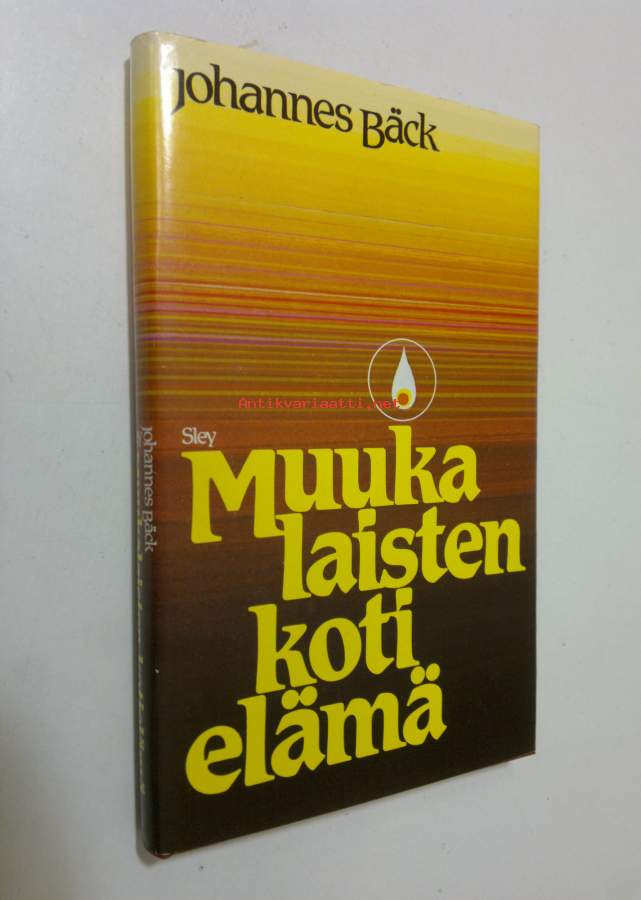 Johannes Bäck
Antikvariaatti.net
Sley
Muuka
laisten
koti
elämä
Johannes Bäck